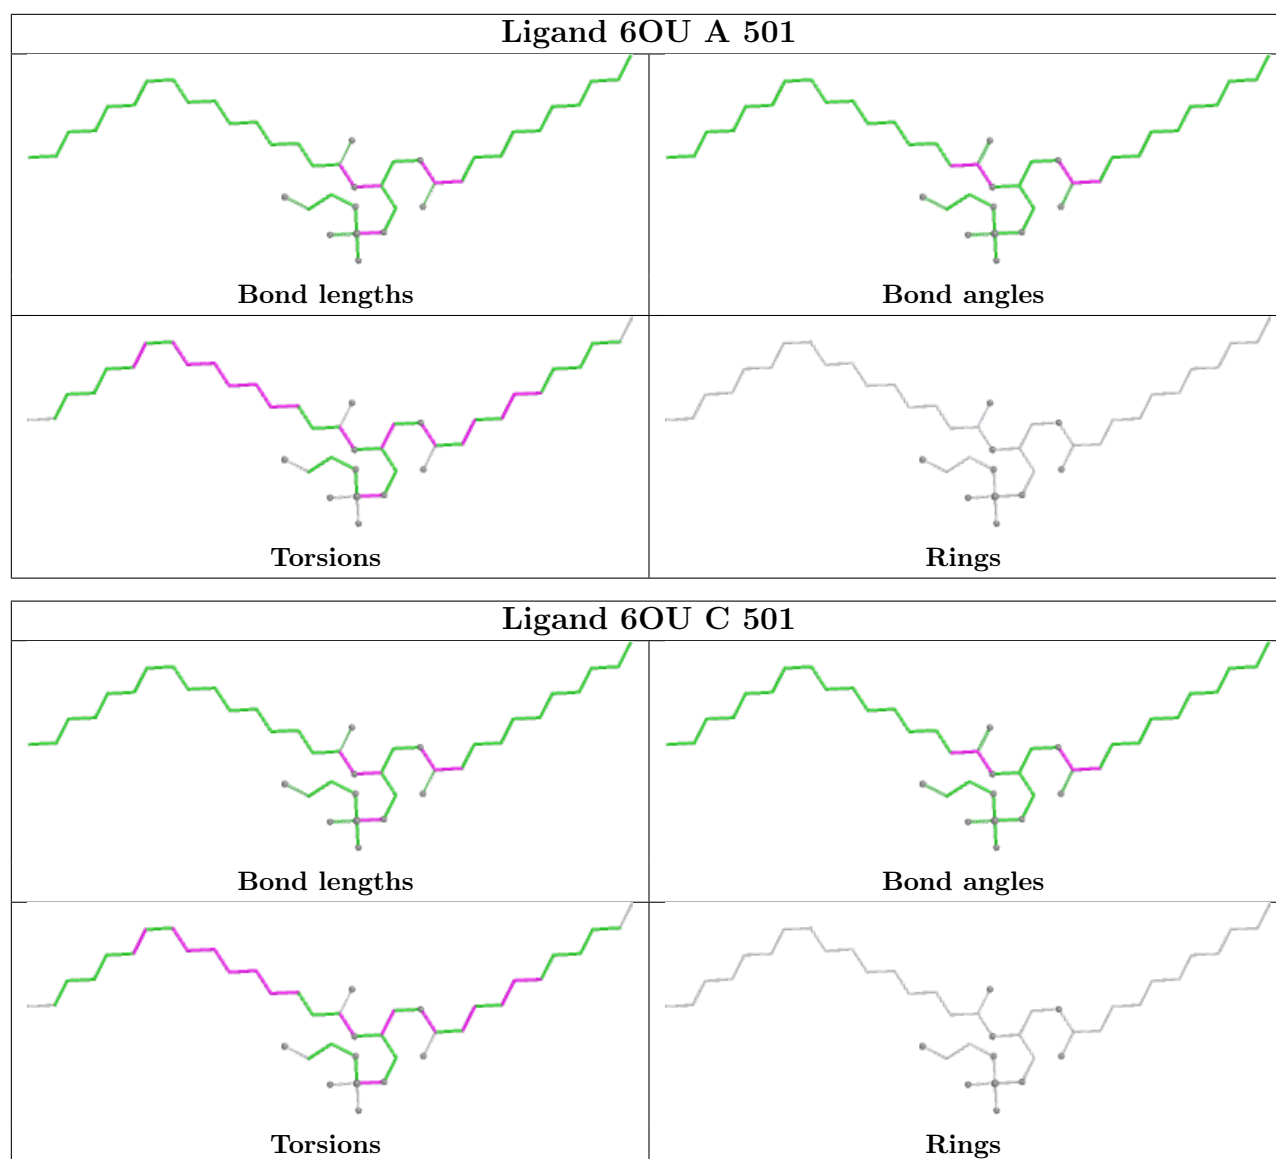 Ligand 6OU A 501
Bond lengths
Bond angles
Torsions
Rings
Ligand 6OU C 501
Bond lengths
Bond angles
Torsions
Rings